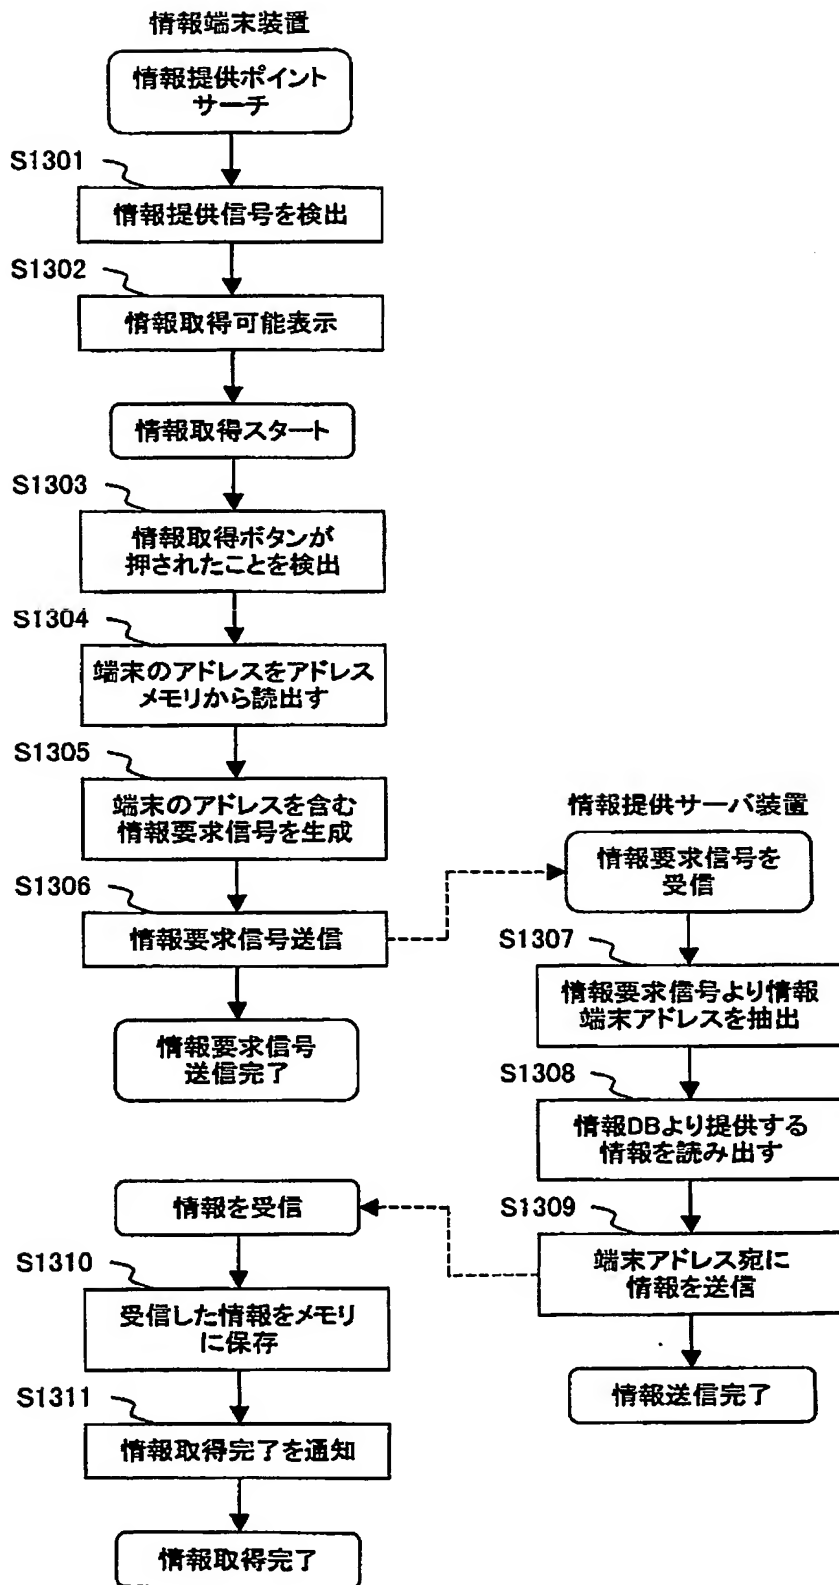 情報端末装置
情報提供ポイント
サーチ
S1301
情報提供信号を検出
S1302
情報取得可能表示
情報取得スタート
S1303
情報取得ボタンが
押されたことを検出
S1304
端末のアドレスをアドレス
メモリから読出す
S1305
端末のアドレスを含む
情報要求信号を生成
S1306
情報要求信号送信
情報要求信号
送信完了
情報提供サーバ装置
情報要求信号を
受信
S1307
情報要求信号より情報
端末アドレスを抽出
S1308
情報DBより提供する
情報を読み出す
S1309
端末アドレス宛に
情報を送信
情報送信完了
情報を受信
S1310
受信した情報をメモリ
に保存
S1311
情報取得完了を通知
情報取得完了